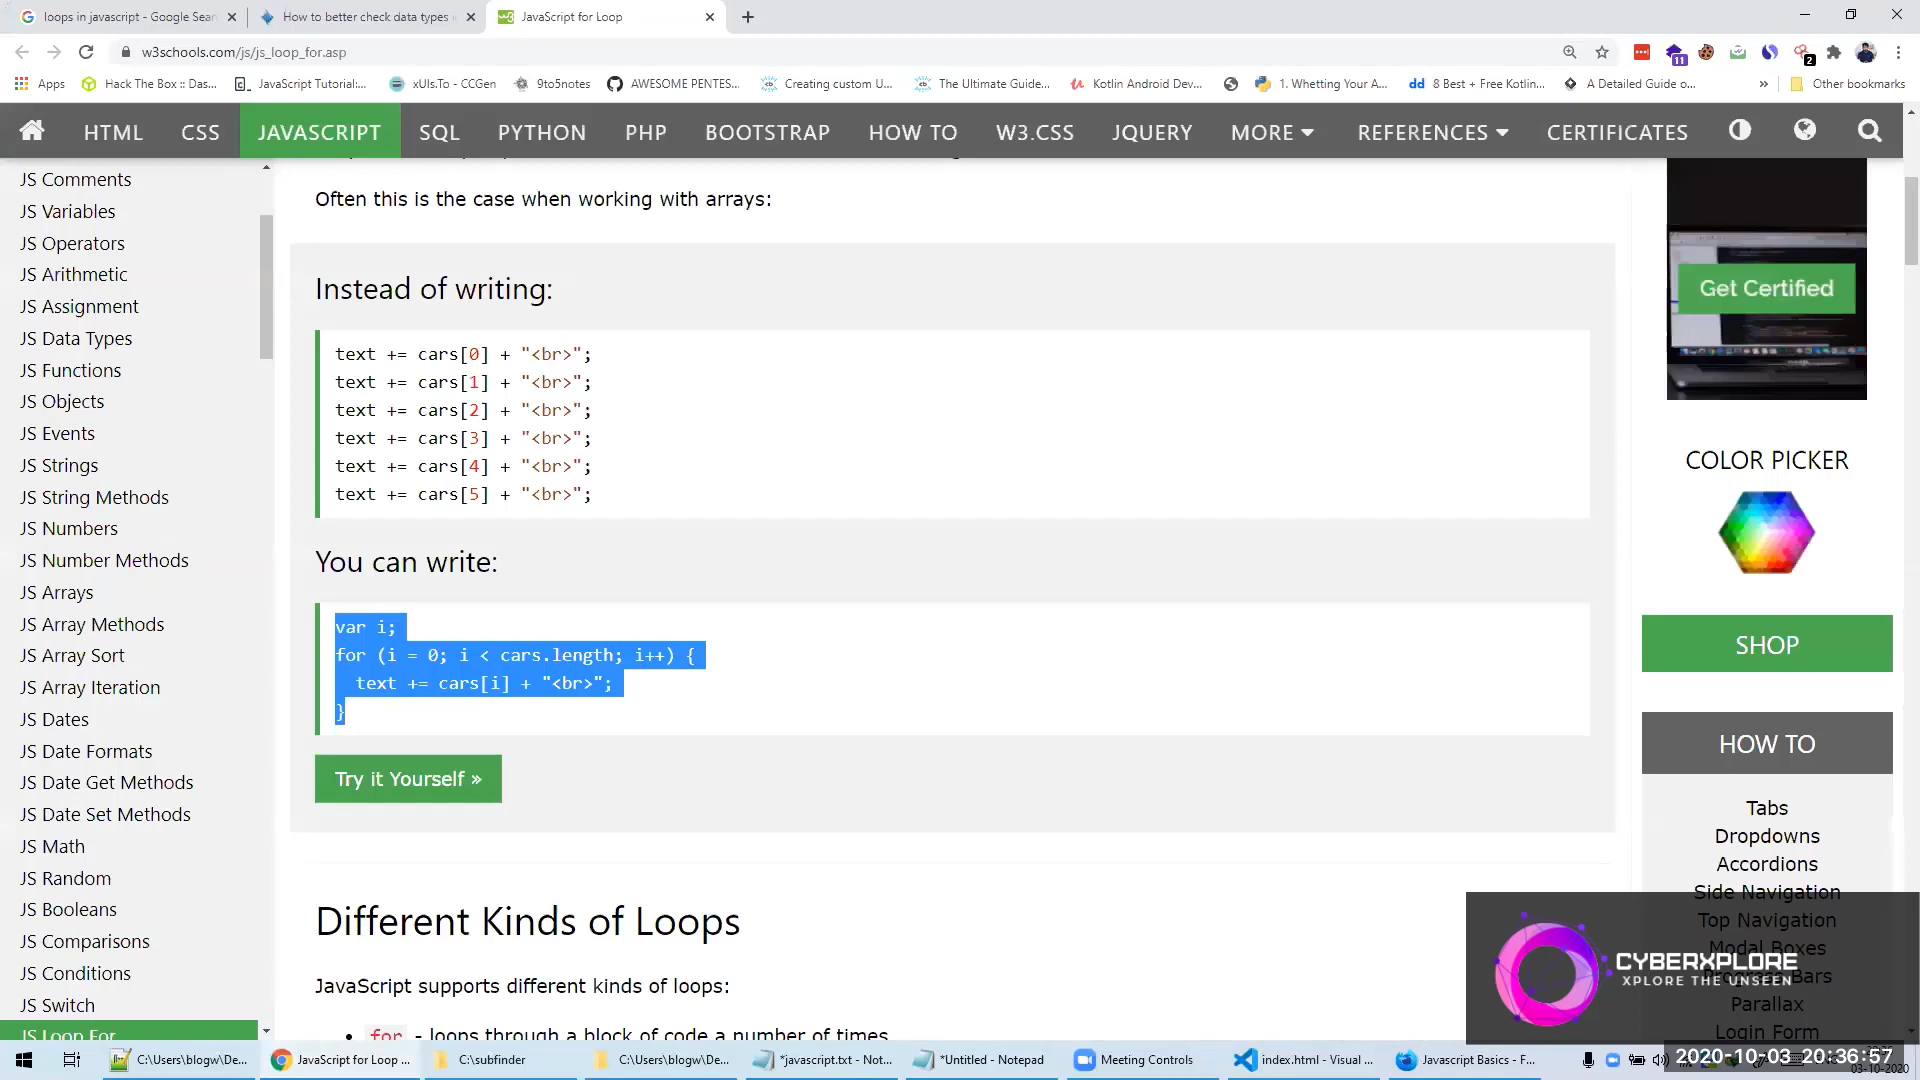 loops in javascript - Google Sear
How to better check data types i
JavaScript for Loop
w3schools.com/js/js_loop_for.asp
11
2
Apps
Hack The Box :: Das...
JavaScript Tutorial:...
xUIs.To - CCGen
9to5notes
AWESOME PENTES...
Creating custom U...
The Ultimate Guide...
Kotlin Android Dev...
1. Whetting Your A...
8 Best + Free Kotlin...
A Detailed Guide o...
Other bookmarks
HTML
CSS
JAVASCRIPT
SQL
PYTHON
PHP
BOOTSTRAP
HOW TO
W3.CSS
JQUERY
MORE
REFERENCES
CERTIFICATES
JS Comments
JS Variables
JS Operators
JS Arithmetic
JS Assignment
JS Data Types
JS Functions
JS Objects
JS Events
JS Strings
JS String Methods
JS Numbers
JS Number Methods
JS Arrays
JS Array Methods
JS Array Sort
JS Array Iteration
JS Dates
JS Date Formats
JS Date Get Methods
JS Date Set Methods
JS Math
JS Random
JS Booleans
JS Comparisons
JS Conditions
JS Switch
JS Loop For
Often this is the case when working with arrays:
Instead of writing:
text += cars[0] + "<br>";
text += cars[1] + "<br>";
text += cars[2] + "<br>";
text += cars[3] + "<br>";
text += cars[4] + "<br>";
text += cars[5] + "<br>";
You can write:
var i;
for (i = 0; i < cars.length; i++) {
text += cars[i] + "<br>";
}
Try it Yourself »
Different Kinds of Loops
JavaScript supports different kinds of loops:
• for - loops through a block of code a number of times
Get Certified
COLOR PICKER
SHOP
HOW TO
Tabs
Dropdowns
Accordions
Side Navigation
Top Navigation
Modal Boxes
Progress Bars
Parallax
Login Form
CYBERXPLORE
XPLORE THE UNSEEN
C:\Users\blogw\De...
JavaScript for Loop ...
C:\subfinder
C:\Users\blogw\De...
*javascript.txt - Not...
*Untitled - Notepad
Meeting Controls
index.html - Visual ...
Javascript Basics - F...
2020-10-03 20:36:57
03-10-2020